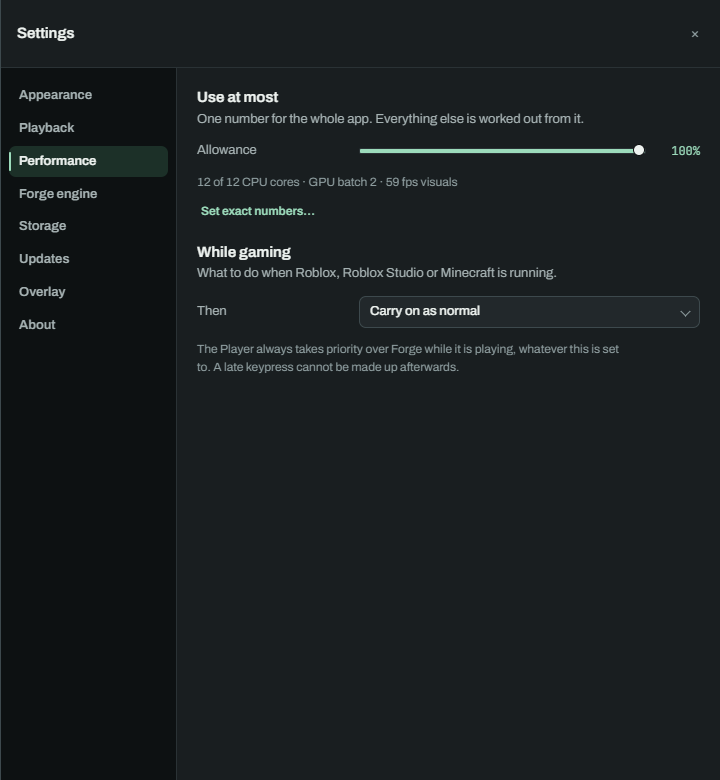 Settings
×
Appearance
Playback
Performance
Forge engine
Storage
Updates
Overlay
About
Use at most
One number for the whole app. Everything else is worked out from it.
Allowance
100%
12 of 12 CPU cores · GPU batch 2 · 59 fps visuals
Set exact numbers...
While gaming
What to do when Roblox, Roblox Studio or Minecraft is running.
Then
Carry on as normal
The Player always takes priority over Forge while it is playing, whatever this is set
to. A late keypress cannot be made up afterwards.